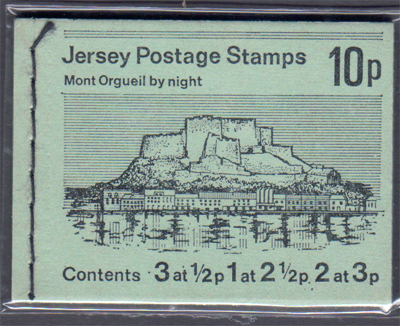 Jersey Postage Stamps 10p
Mont Orgueil by night
Contents 3 at ½p 1 at 2½p 2 at 3p